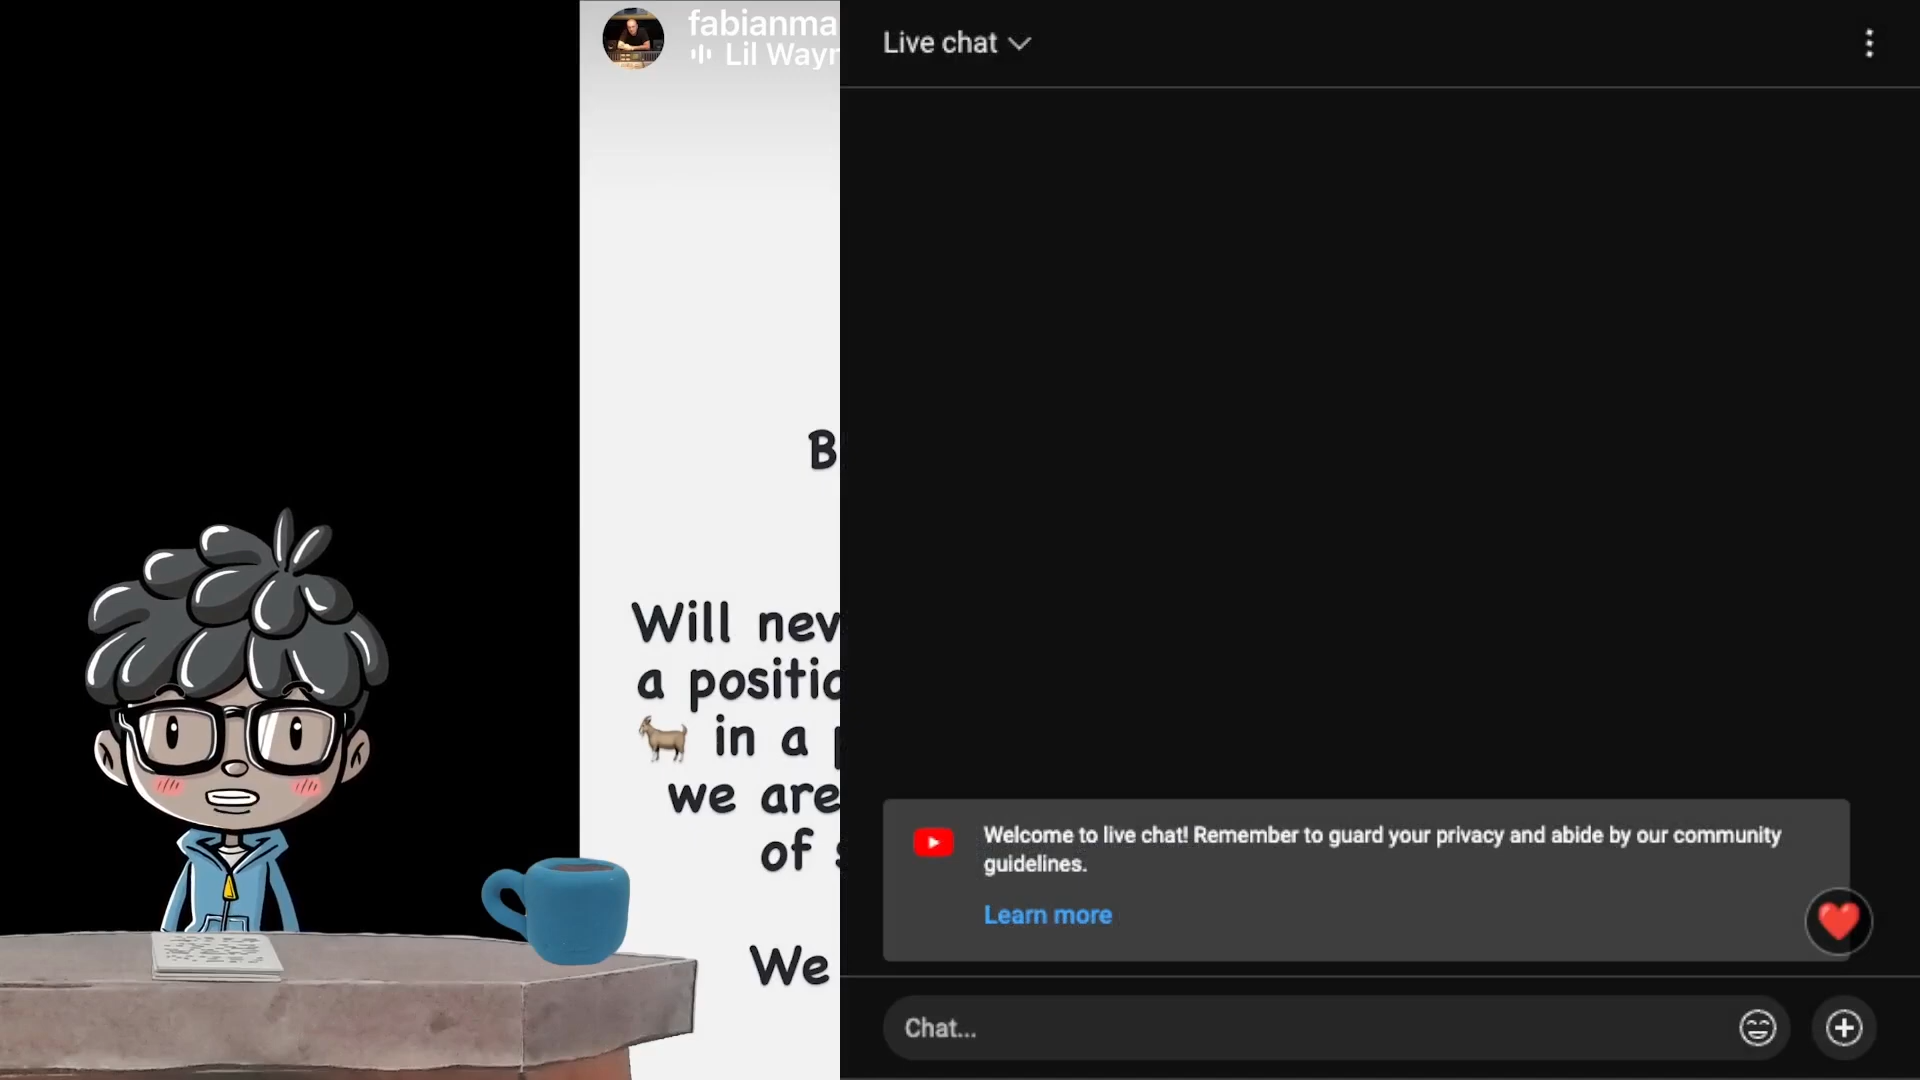 fabianma
Lil Wayn
B
Will nev
a positio
in a
we are
of
We
Live chat
Welcome to live chat! Remember to guard your privacy and abide by our community
guidelines.
Learn more
Chat...